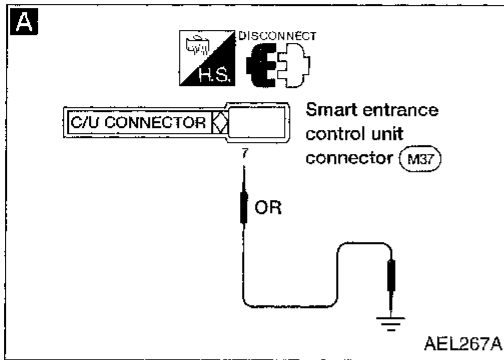 A
DISCONNECT
H.S.
C/U CONNECTOR
Smart entrance
control unit
connector M37
7
OR
AEL267A